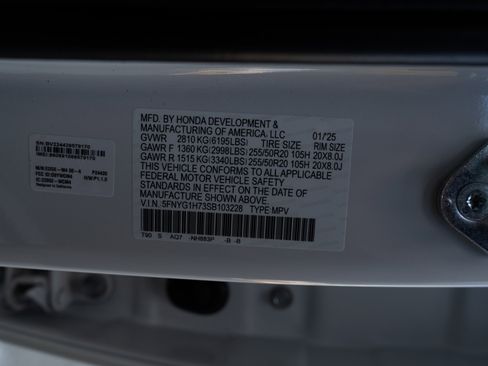 MFD. BY HONDA DEVELOPMENT &
MANUFACTURING OF AMERICA, LLC 01/'25
GVWR 2810 KG(6195LBS) TIRE SIZE RIM SIZE
GAWR F 1360 KG(2998LBS) 255/50R20 105H 20X8.0J
GAWR R 1515 KG(3340LBS) 255/50R20 105H 20X8.0J
THIS VEHICLE CONFORMS TO ALL APPLICABLE
FEDERAL MOTOR VEHICLE SAFETY
STANDARDS IN EFFECT ON THE DATE OF
MANUFACTURE SHOWN ABOVE.
V.I.N. 5FNYG1H73SB103228 TYPE:MPV
T90 S AQ7 -NH883P -B -B